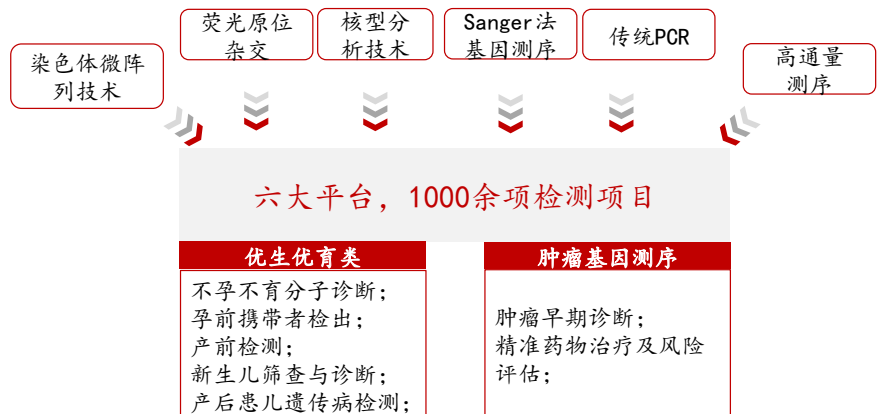 染色体微阵
列技术
荧光原位
杂交
核型分
析技术
Sanger法
基因测序
传统PCR
高通量
测序
六大平台，1000余项检测项目
优生优育类
不孕不育分子诊断；
孕前携带者检出；
产前检测；
新生儿筛查与诊断；
产后患儿遗传病检测；
肿瘤基因测序
肿瘤早期诊断；
精准药物治疗及风险
评估；